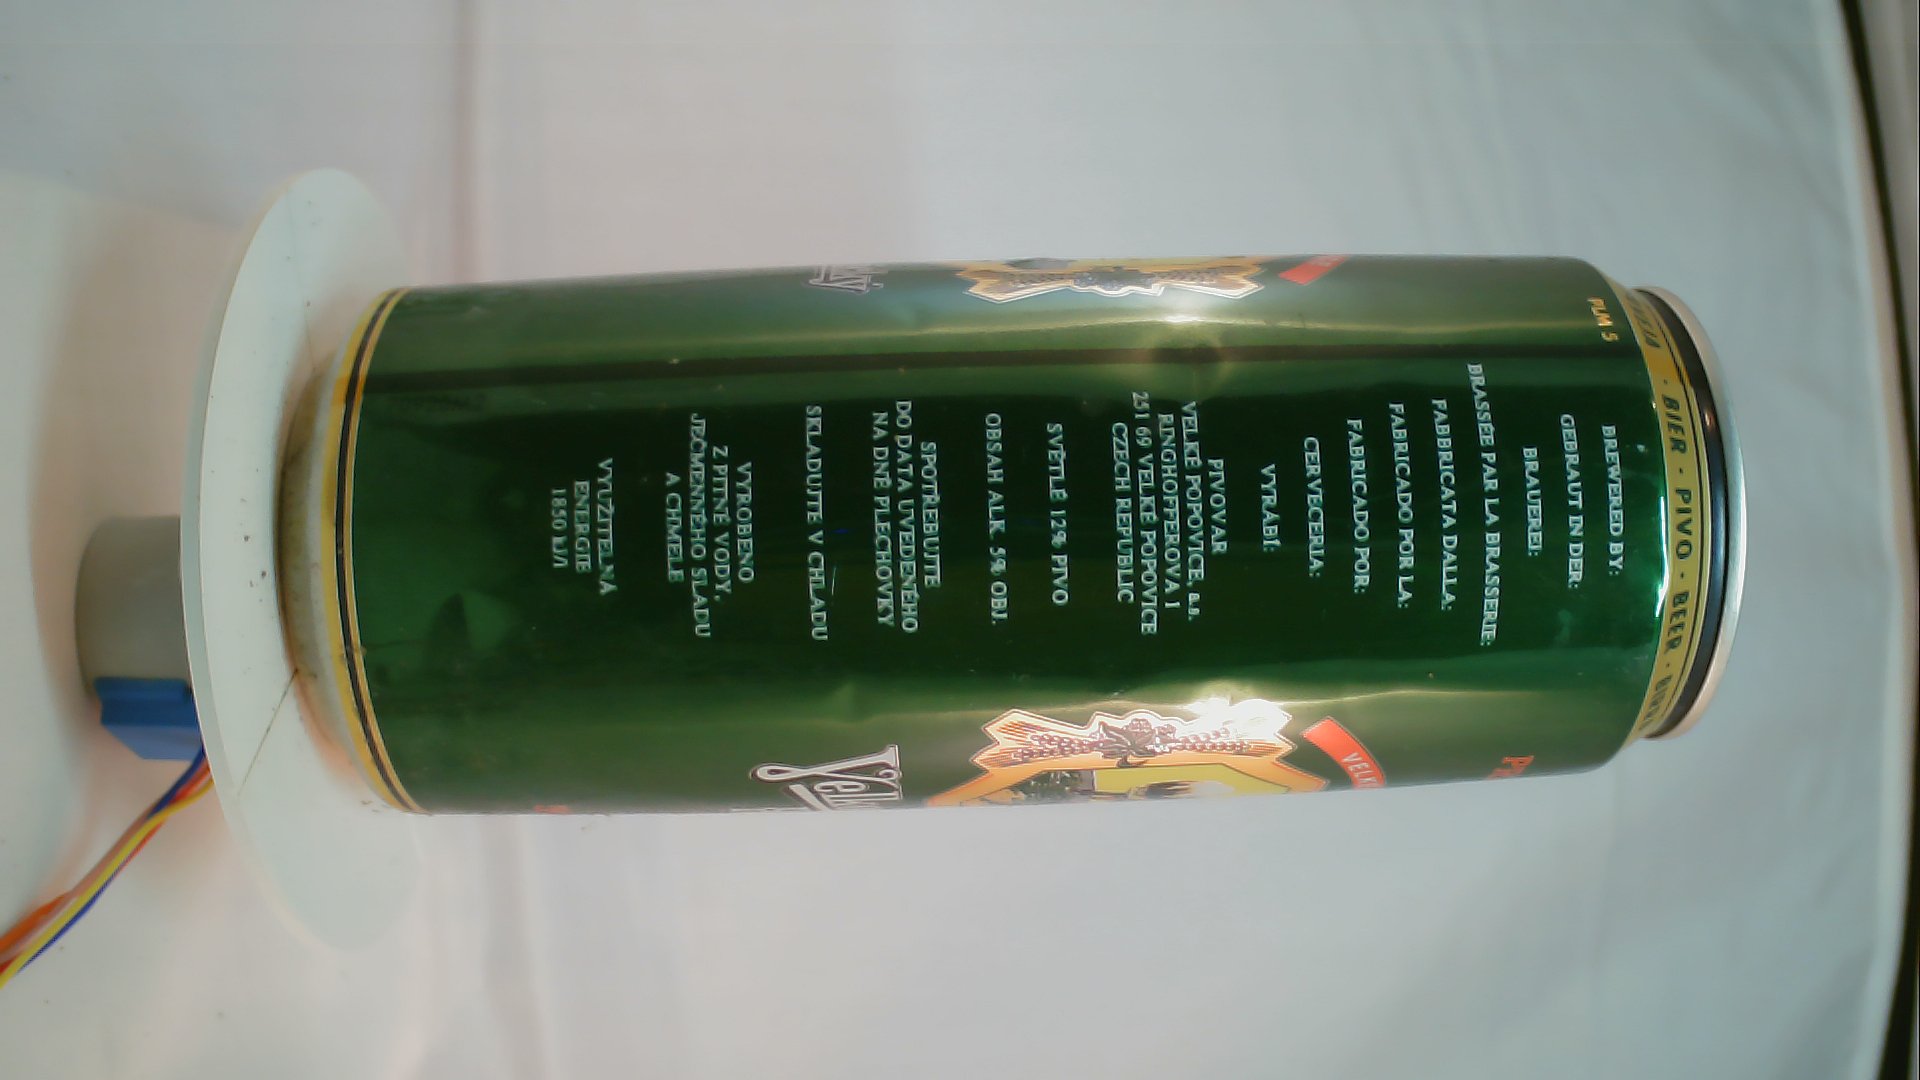 BIER · PIVO · BEER
PLM 5
BREWERED BY:
GEBRAUT IN DER:
BRAUEREI:
BRASSÉE PAR LA BRASSERIE:
FABBRICATA DALLA:
FABRICADO POR LA:
FABRICADO POR:
CERVECERIA:
VYRÁBÍ:
PIVOVAR
VELKÉ POPOVICE, a.s.
RINGHOFFEROVA 1
251 69 VELKÉ POPOVICE
CZECH REPUBLIC
SVĚTLÉ 12% PIVO
OBSAH ALK. 5% OBJ.
SPOTŘEBUJTE
DO DATA UVEDENÉHO
NA DNĚ PLECHOVKY
SKLADUJTE V CHLADU
VYROBENO
Z PITNÉ VODY,
JEČMENNÉHO SLADU
A CHMELE
VYUŽITELNÁ
ENERGIE
1850 kJ/l